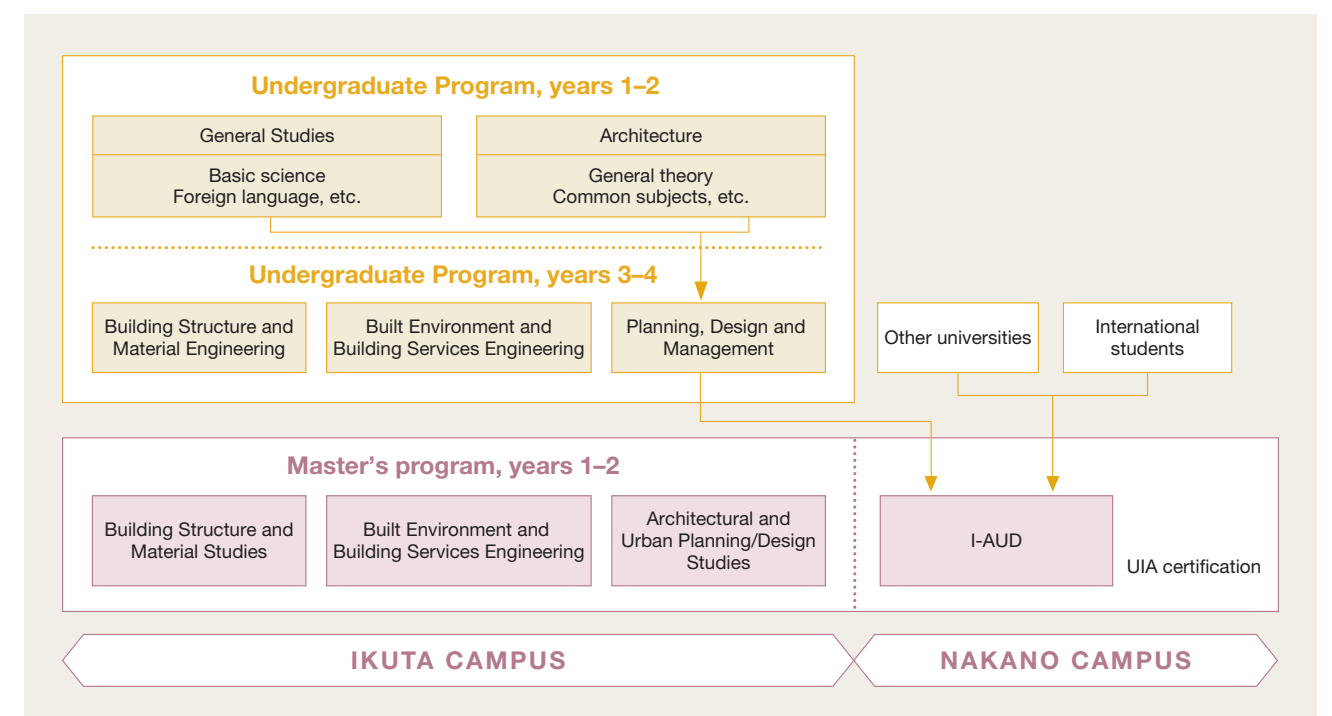 Undergraduate Program, years 1–2
General Studies
Basic science
Foreign language, etc.
Architecture
General theory
Common subjects, etc.
Undergraduate Program, years 3–4
Building Structure and
Material Engineering
Built Environment and
Building Services Engineering
Planning, Design and
Management
Other universities
International
students
Master’s program, years 1–2
Building Structure and
Material Studies
Built Environment and
Building Services Engineering
Architectural and
Urban Planning/Design
Studies
I-AUD
UIA certification
IKUTA CAMPUS
NAKANO CAMPUS